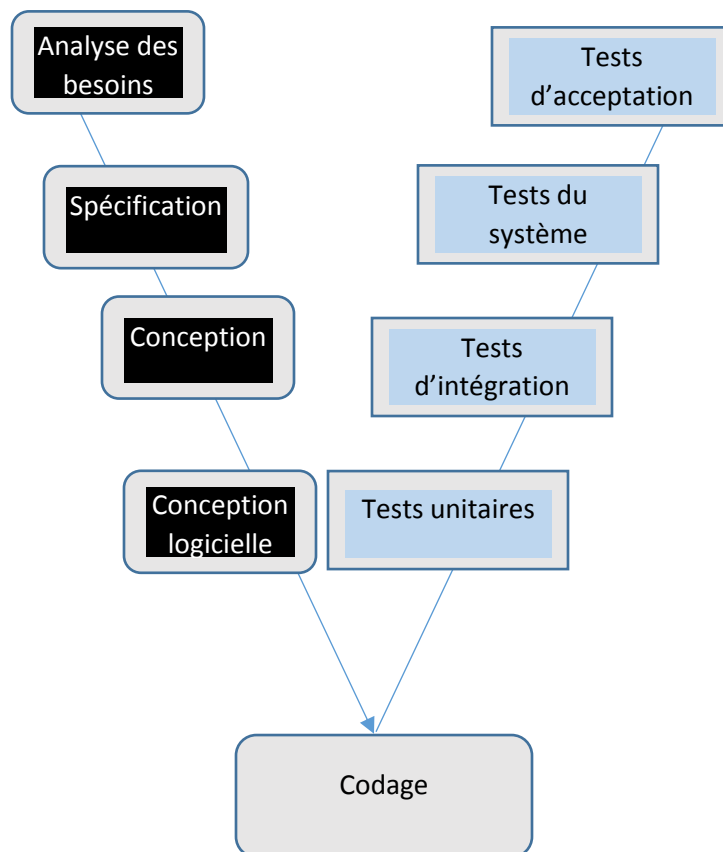 Analyse des
besoins
Tests
d'acceptation
Spécification
Tests du
système
Conception
Tests
d'intégration
Conception
logicielle
Tests unitaires
Codage